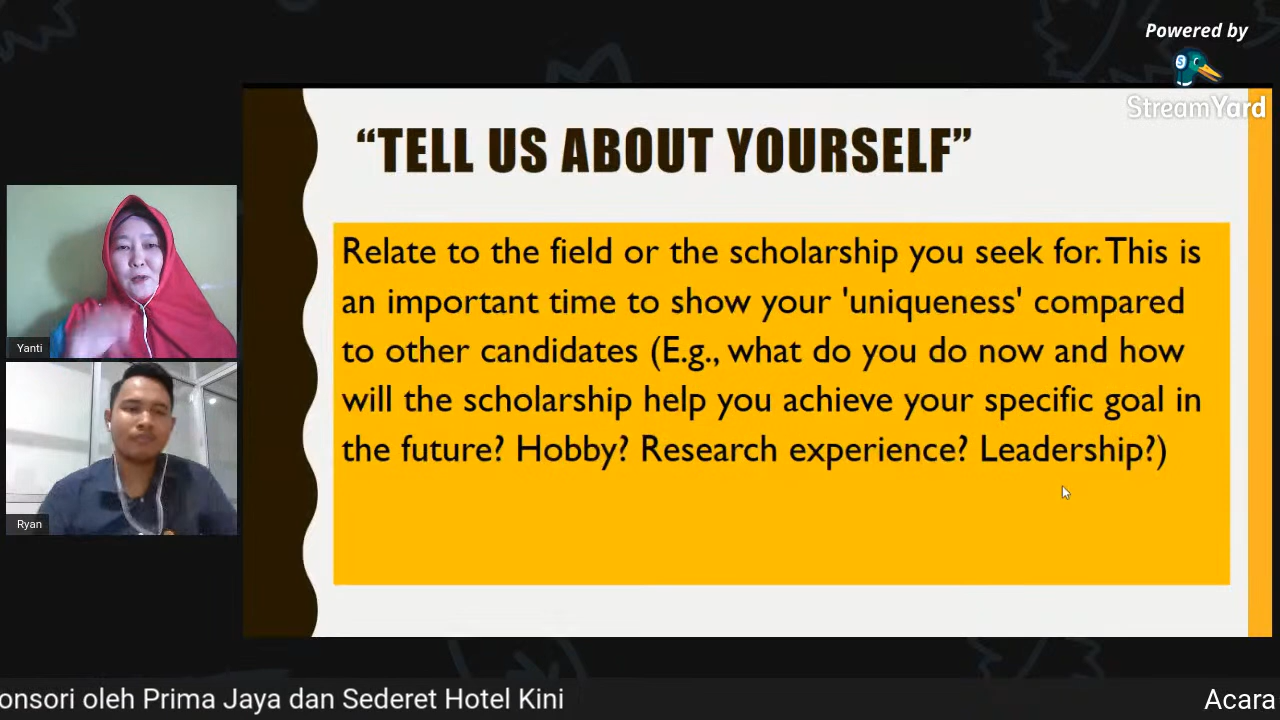 Powered by
StreamYard
“TELL US ABOUT YOURSELF”
Relate to the field or the scholarship you seek for. This is
an important time to show your 'uniqueness' compared
to other candidates (E.g., what do you do now and how
will the scholarship help you achieve your specific goal in
the future? Hobby? Research experience? Leadership?)
Yanti
Ryan
onsori oleh Prima Jaya dan Sederet Hotel Kini
Acara